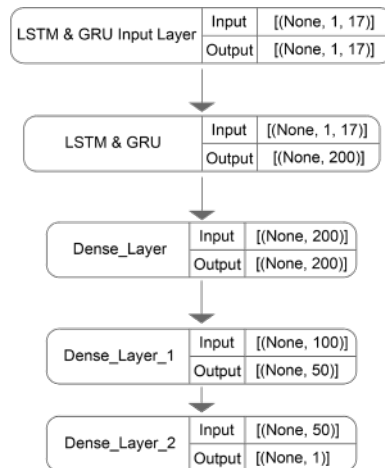 LSTM & GRU Input Layer Input [(None, 1, 17)]
Output [(None, 1, 17)]
LSTM & GRU Input [(None, 1, 17)]
Output [(None, 200)]
Dense_Layer Input [(None, 200)]
Output [(None, 200)]
Dense_Layer_1 Input [(None, 100)]
Output [(None, 50)]
Dense_Layer_2 Input [(None, 50)]
Output [(None, 1)]